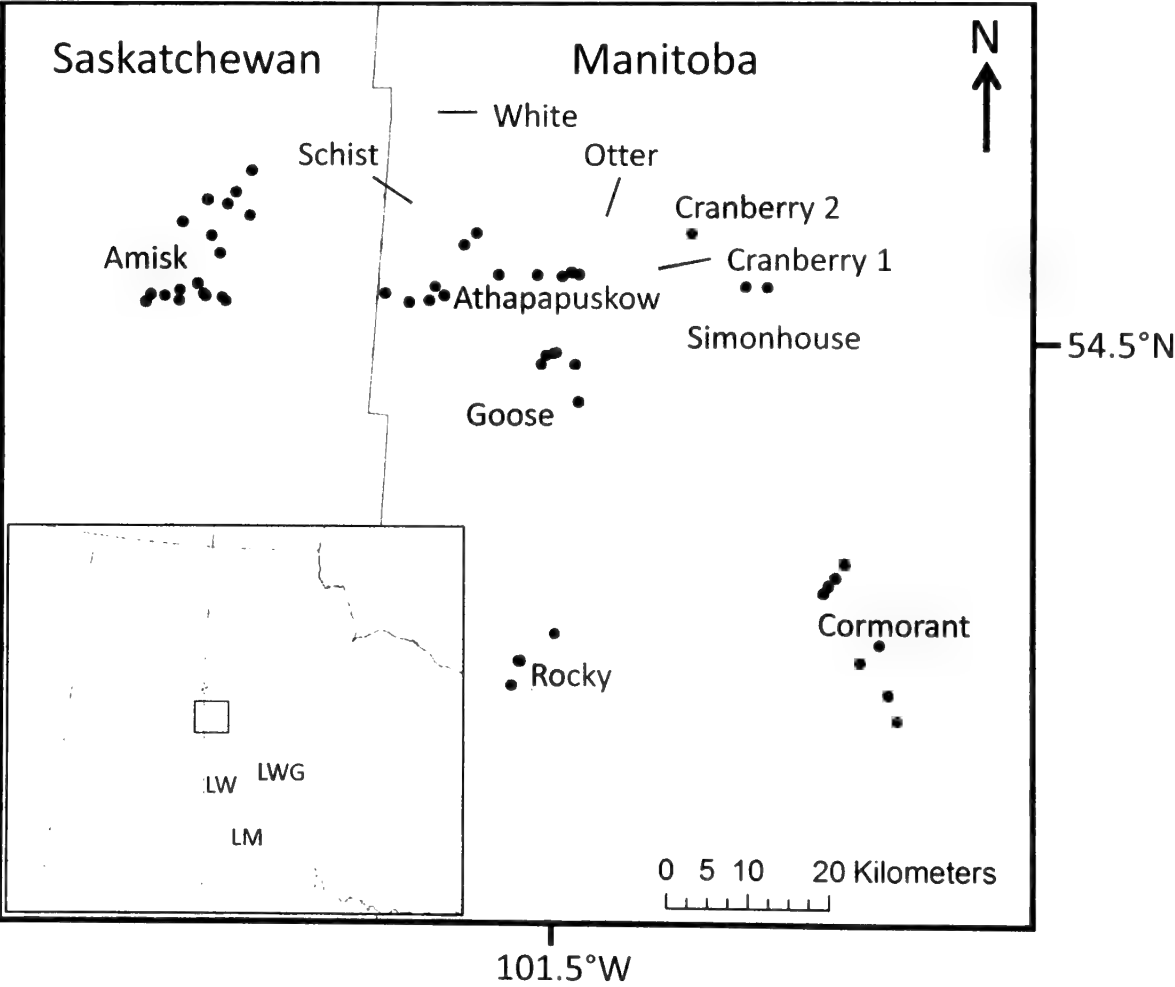 Saskatchewan
Manitoba
N
White
Schist
Otter
Cranberry 2
Amisk
Cranberry 1
Athapapuskow
Simonhouse
54.5°N
Goose
Cormorant
Rocky
LW
LWG
LM
0 5 10 20 Kilometers
101.5°W